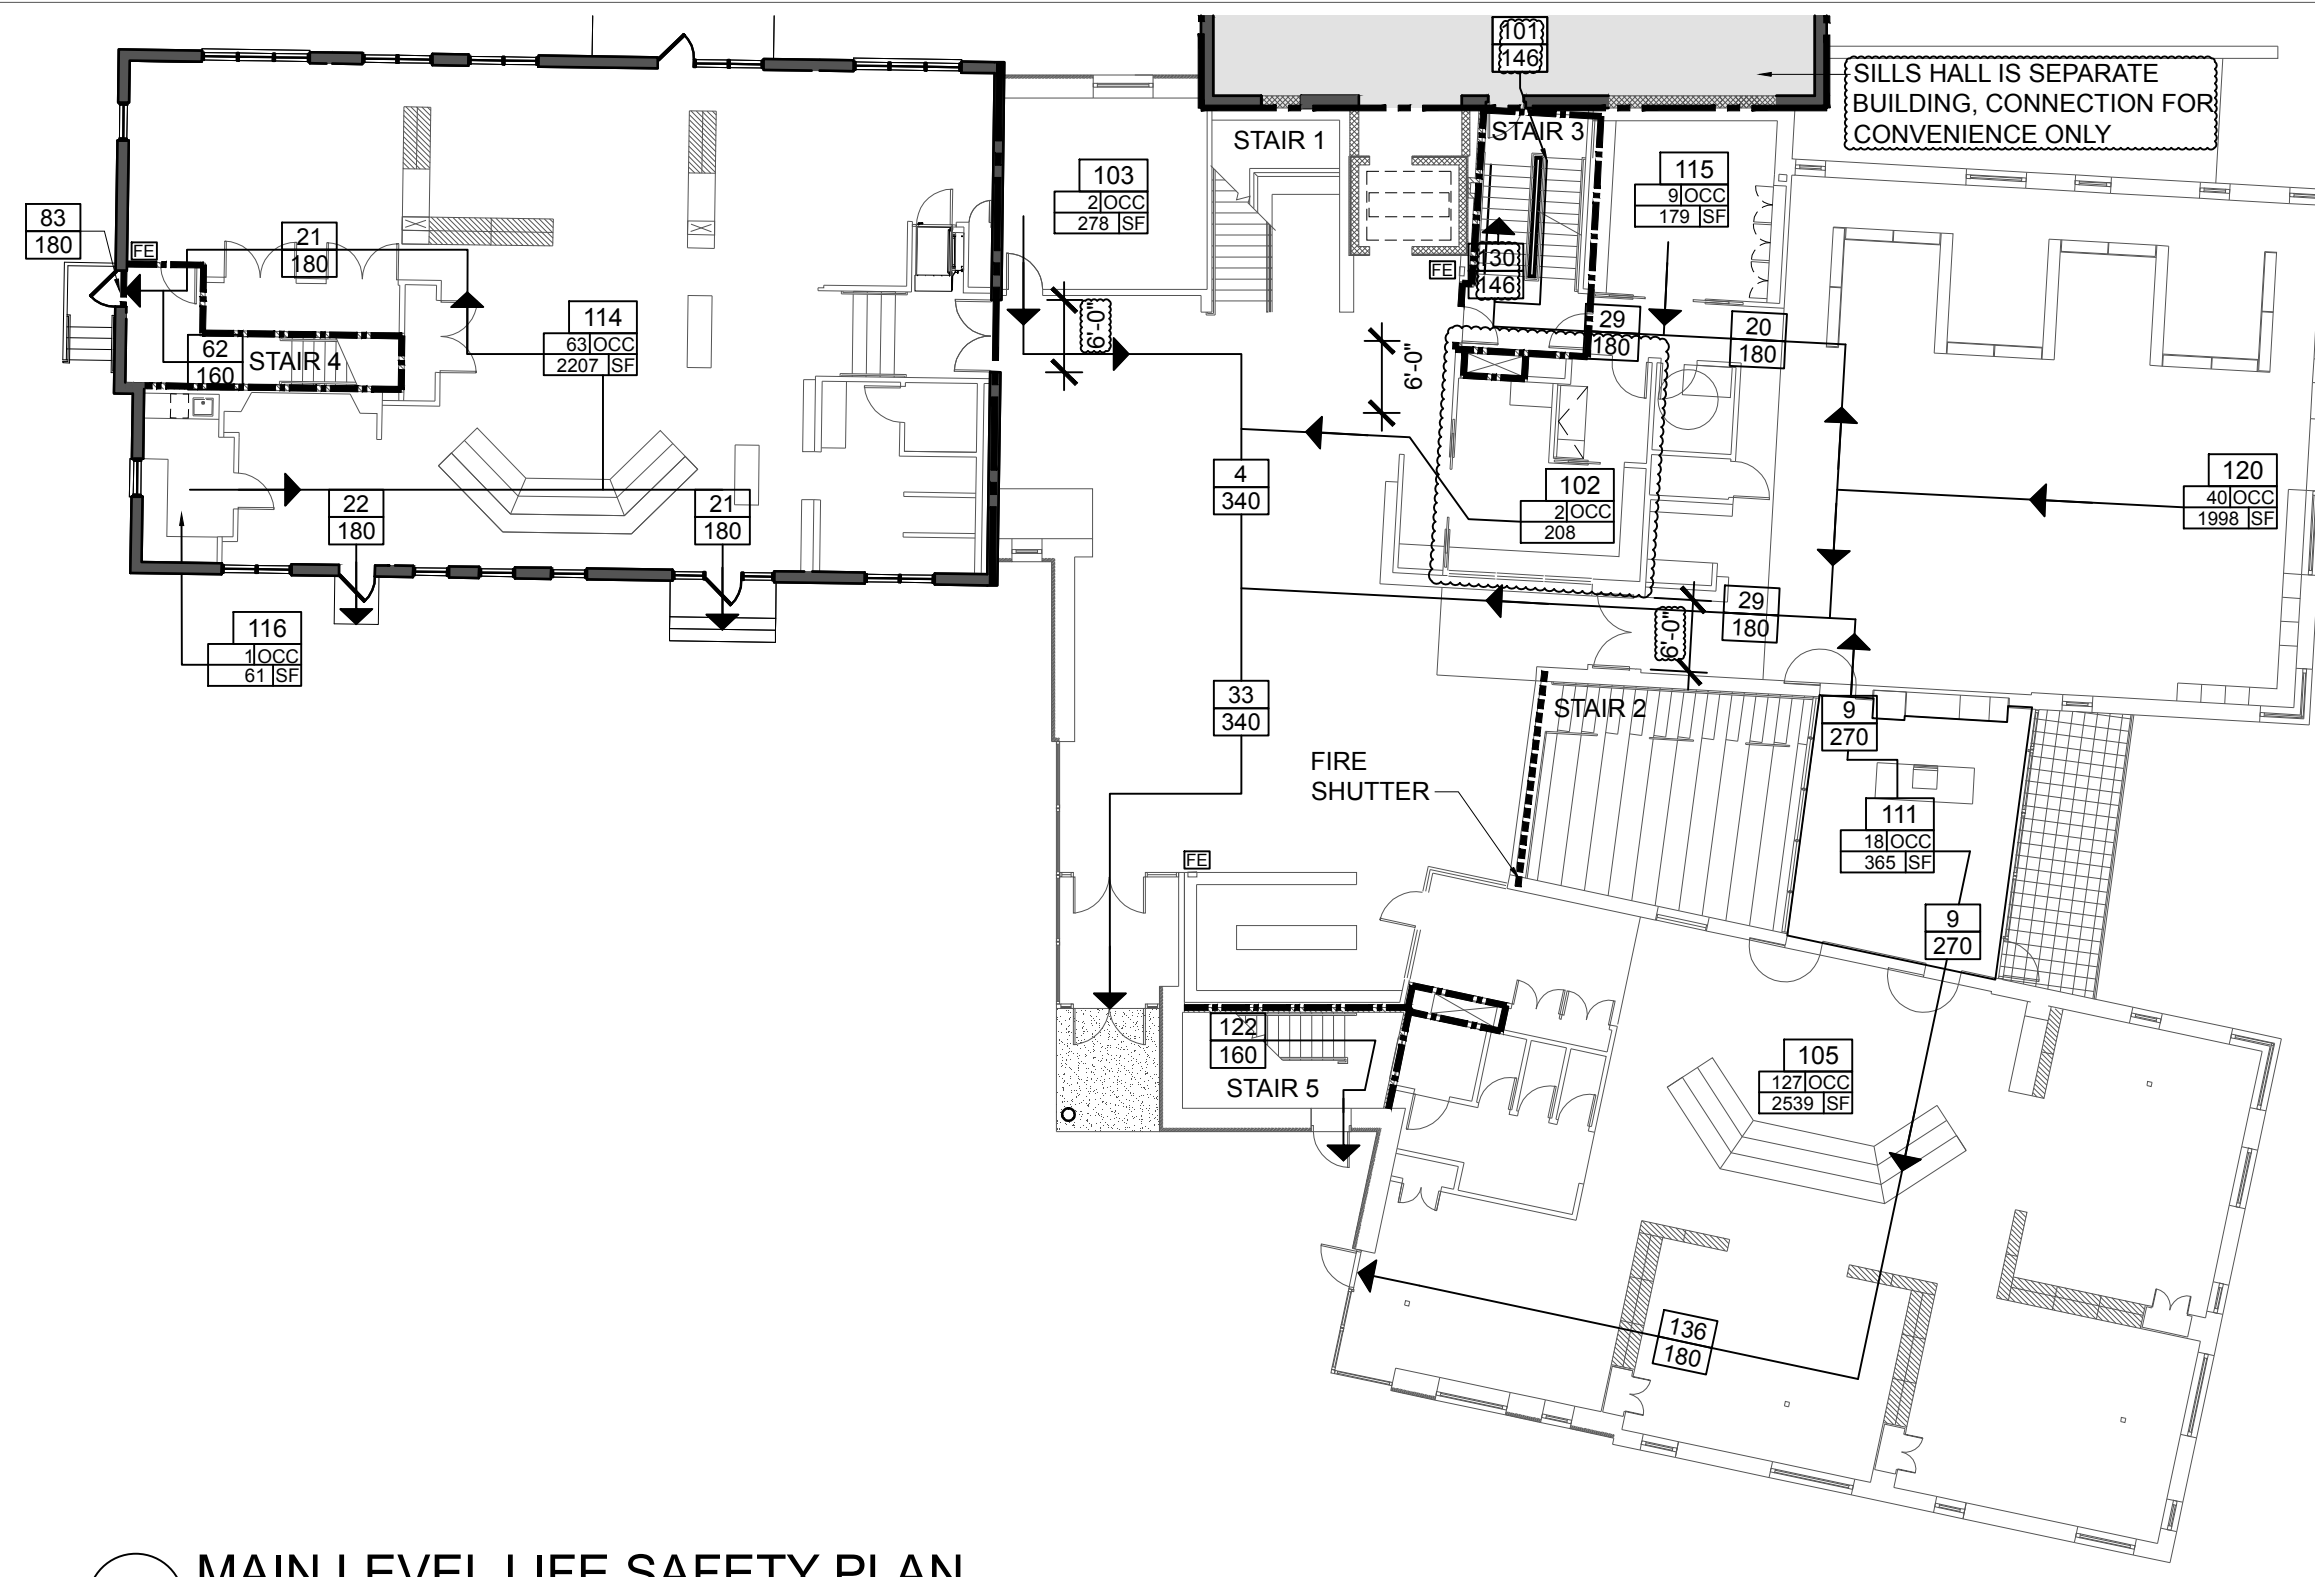 101
146
SILLS HALL IS SEPARATE
BUILDING, CONNECTION FOR
CONVENIENCE ONLY
STAIR 1
STAIR 3
103
2 OCC
278 SF
115
9 OCC
179 SF
83
180
FE
21
180
130
146
FE
114
63 OCC
2207 SF
6'-0"
29
180
20
180
62
160
STAIR 4
6'-0"
4
340
102
2 OCC
208
120
40 OCC
1998 SF
22
180
21
180
116
1 OCC
61 SF
29
180
6'-0"
33
340
STAIR 2
9
270
FIRE
SHUTTER
111
18 OCC
365 SF
FE
9
270
122
160
STAIR 5
105
127 OCC
2539 SF
136
180
MAIN LEVEL LIFE SAFETY PLAN